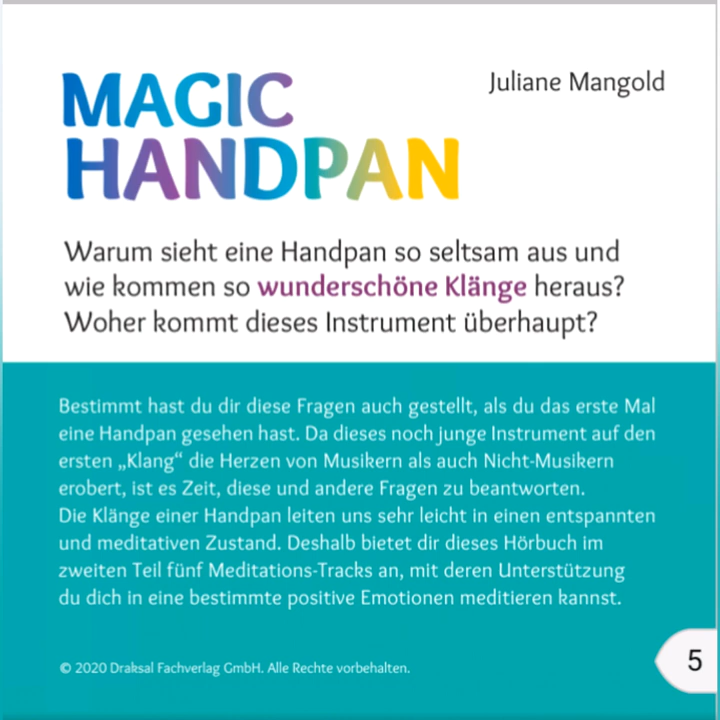 MAGIC
HANDPAN
Juliane Mangold
Warum sieht eine Handpan so seltsam aus und
wie kommen so wunderschöne Klänge heraus?
Woher kommt dieses Instrument überhaupt?
Bestimmt hast du dir diese Fragen auch gestellt, als du das erste Mal
eine Handpan gesehen hast. Da dieses noch junge Instrument auf den
ersten „Klang“ die Herzen von Musikern als auch Nicht-Musikern
erobert, ist es Zeit, diese und andere Fragen zu beantworten.
Die Klänge einer Handpan leiten uns sehr leicht in einen entspannten
und meditativen Zustand. Deshalb bietet dir dieses Hörbuch im
zweiten Teil fünf Meditations-Tracks an, mit deren Unterstützung
du dich in eine bestimmte positive Emotionen meditieren kannst.
© 2020 Draksal Fachverlag GmbH. Alle Rechte vorbehalten.
5